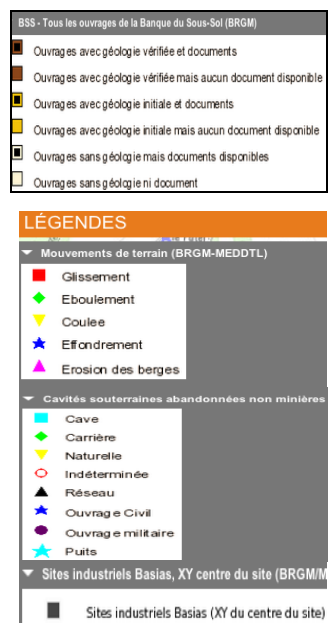 BSS - Tous les ouvrages de la Banque du Sous-Sol (BRGM)
Ouvrages avec géologie vérifiée et documents
Ouvrages avec géologie vérifiée mais aucun document disponible
Ouvrages avec géologie initiale et documents
Ouvrages avec géologie initiale mais aucun document disponible
Ouvrages sans géologie mais documents disponibles
Ouvrages sans géologie ni document
LÉGENDES
Mouvements de terrain (BRGM-MEDDTL)
Glissement
Eboulement
Coulee
Effondrement
Erosion des berges
Cavités souterraines abandonnées non minières
Cave
Carrière
Naturelle
Indéterminée
Réseau
Ouvrage Civil
Ouvrage militaire
Puits
Sites industriels Basias, XY centre du site (BRGM/M
Sites industriels Basias (XY du centre du site)